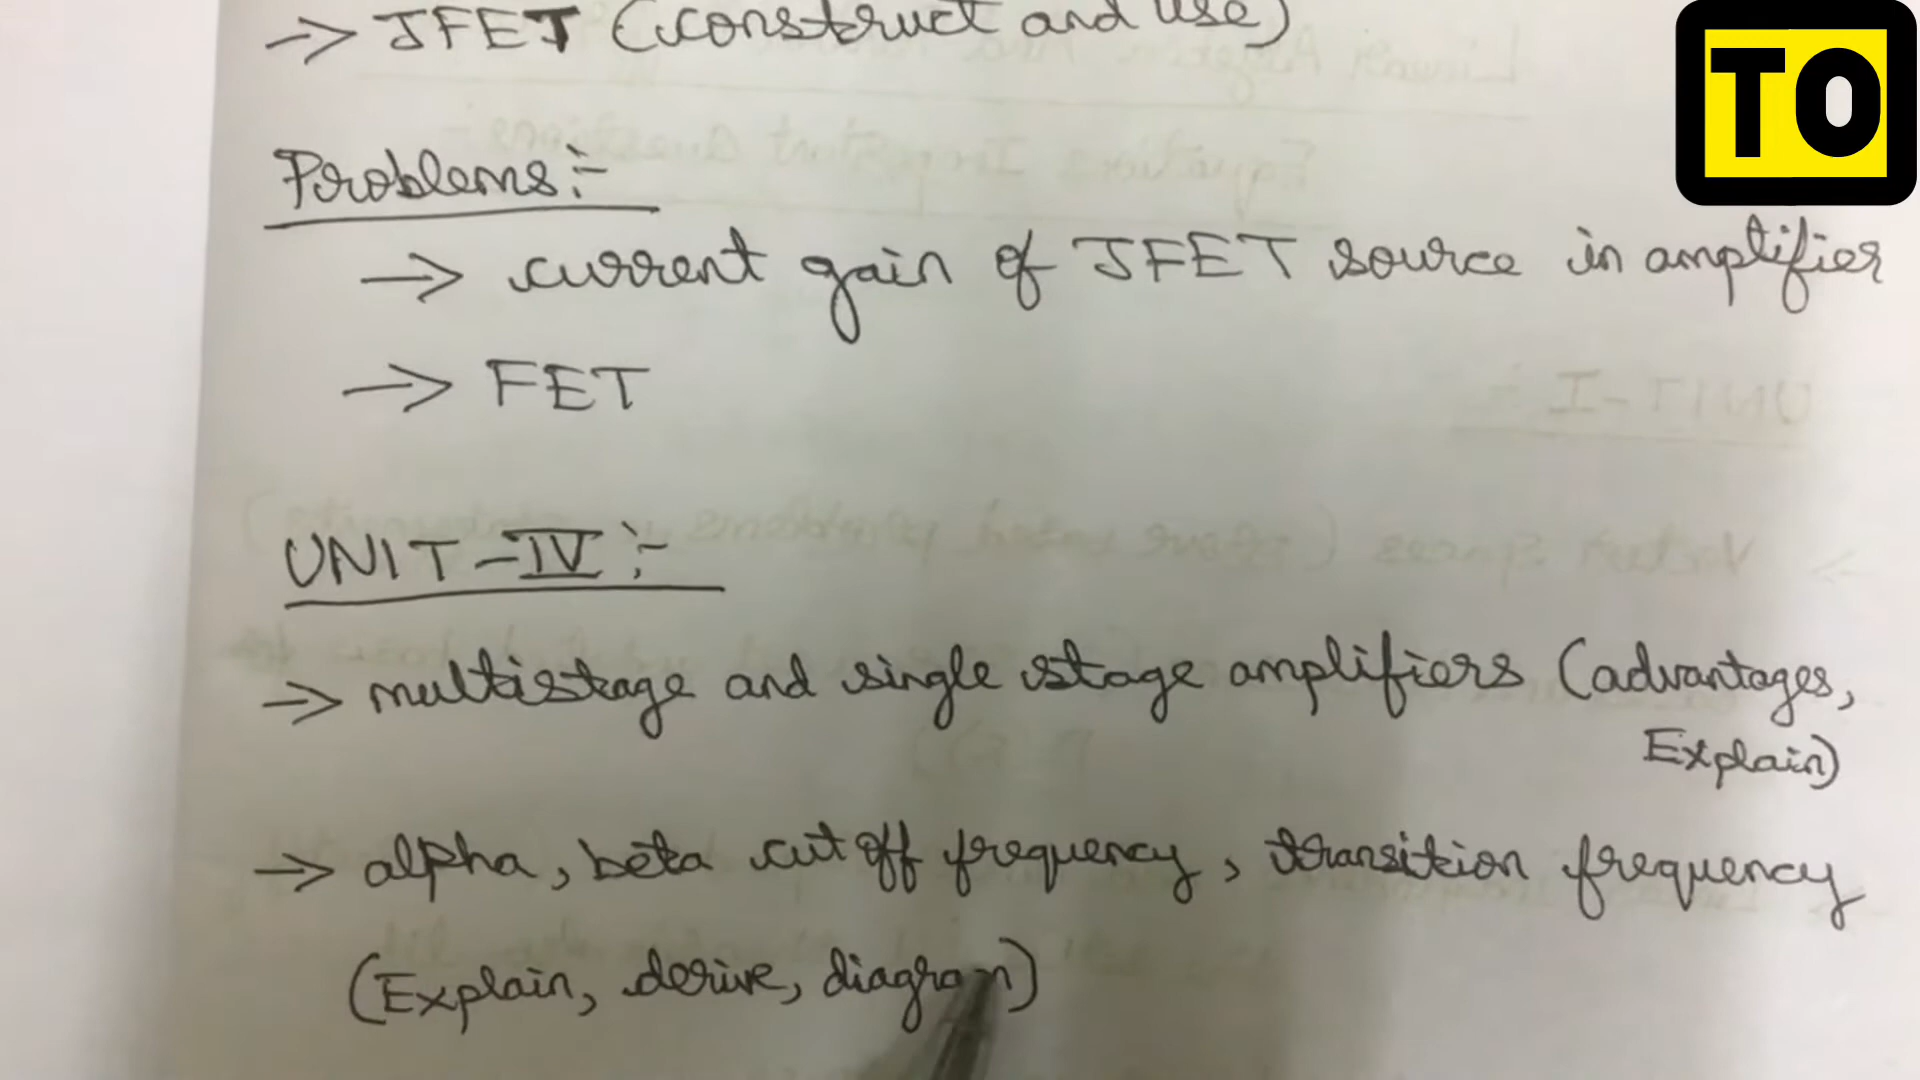 → JFET (construct and use)
TO
Problems :-
→ current gain of JFET source in amplifier
→ FET
UNIT-IV :-
→ multistage and single stage amplifiers (advantages,
Explain)
→ alpha, beta cut off frequency, transition frequency
(Explain, derive, diagram)